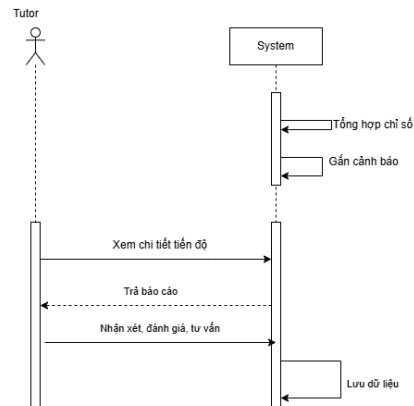 Tutor
System
Tổng hợp chỉ số
Gắn cảnh báo
Xem chi tiết tiến độ
Trả báo cáo
Nhận xét, đánh giá, tư vấn
Lưu dữ liệu